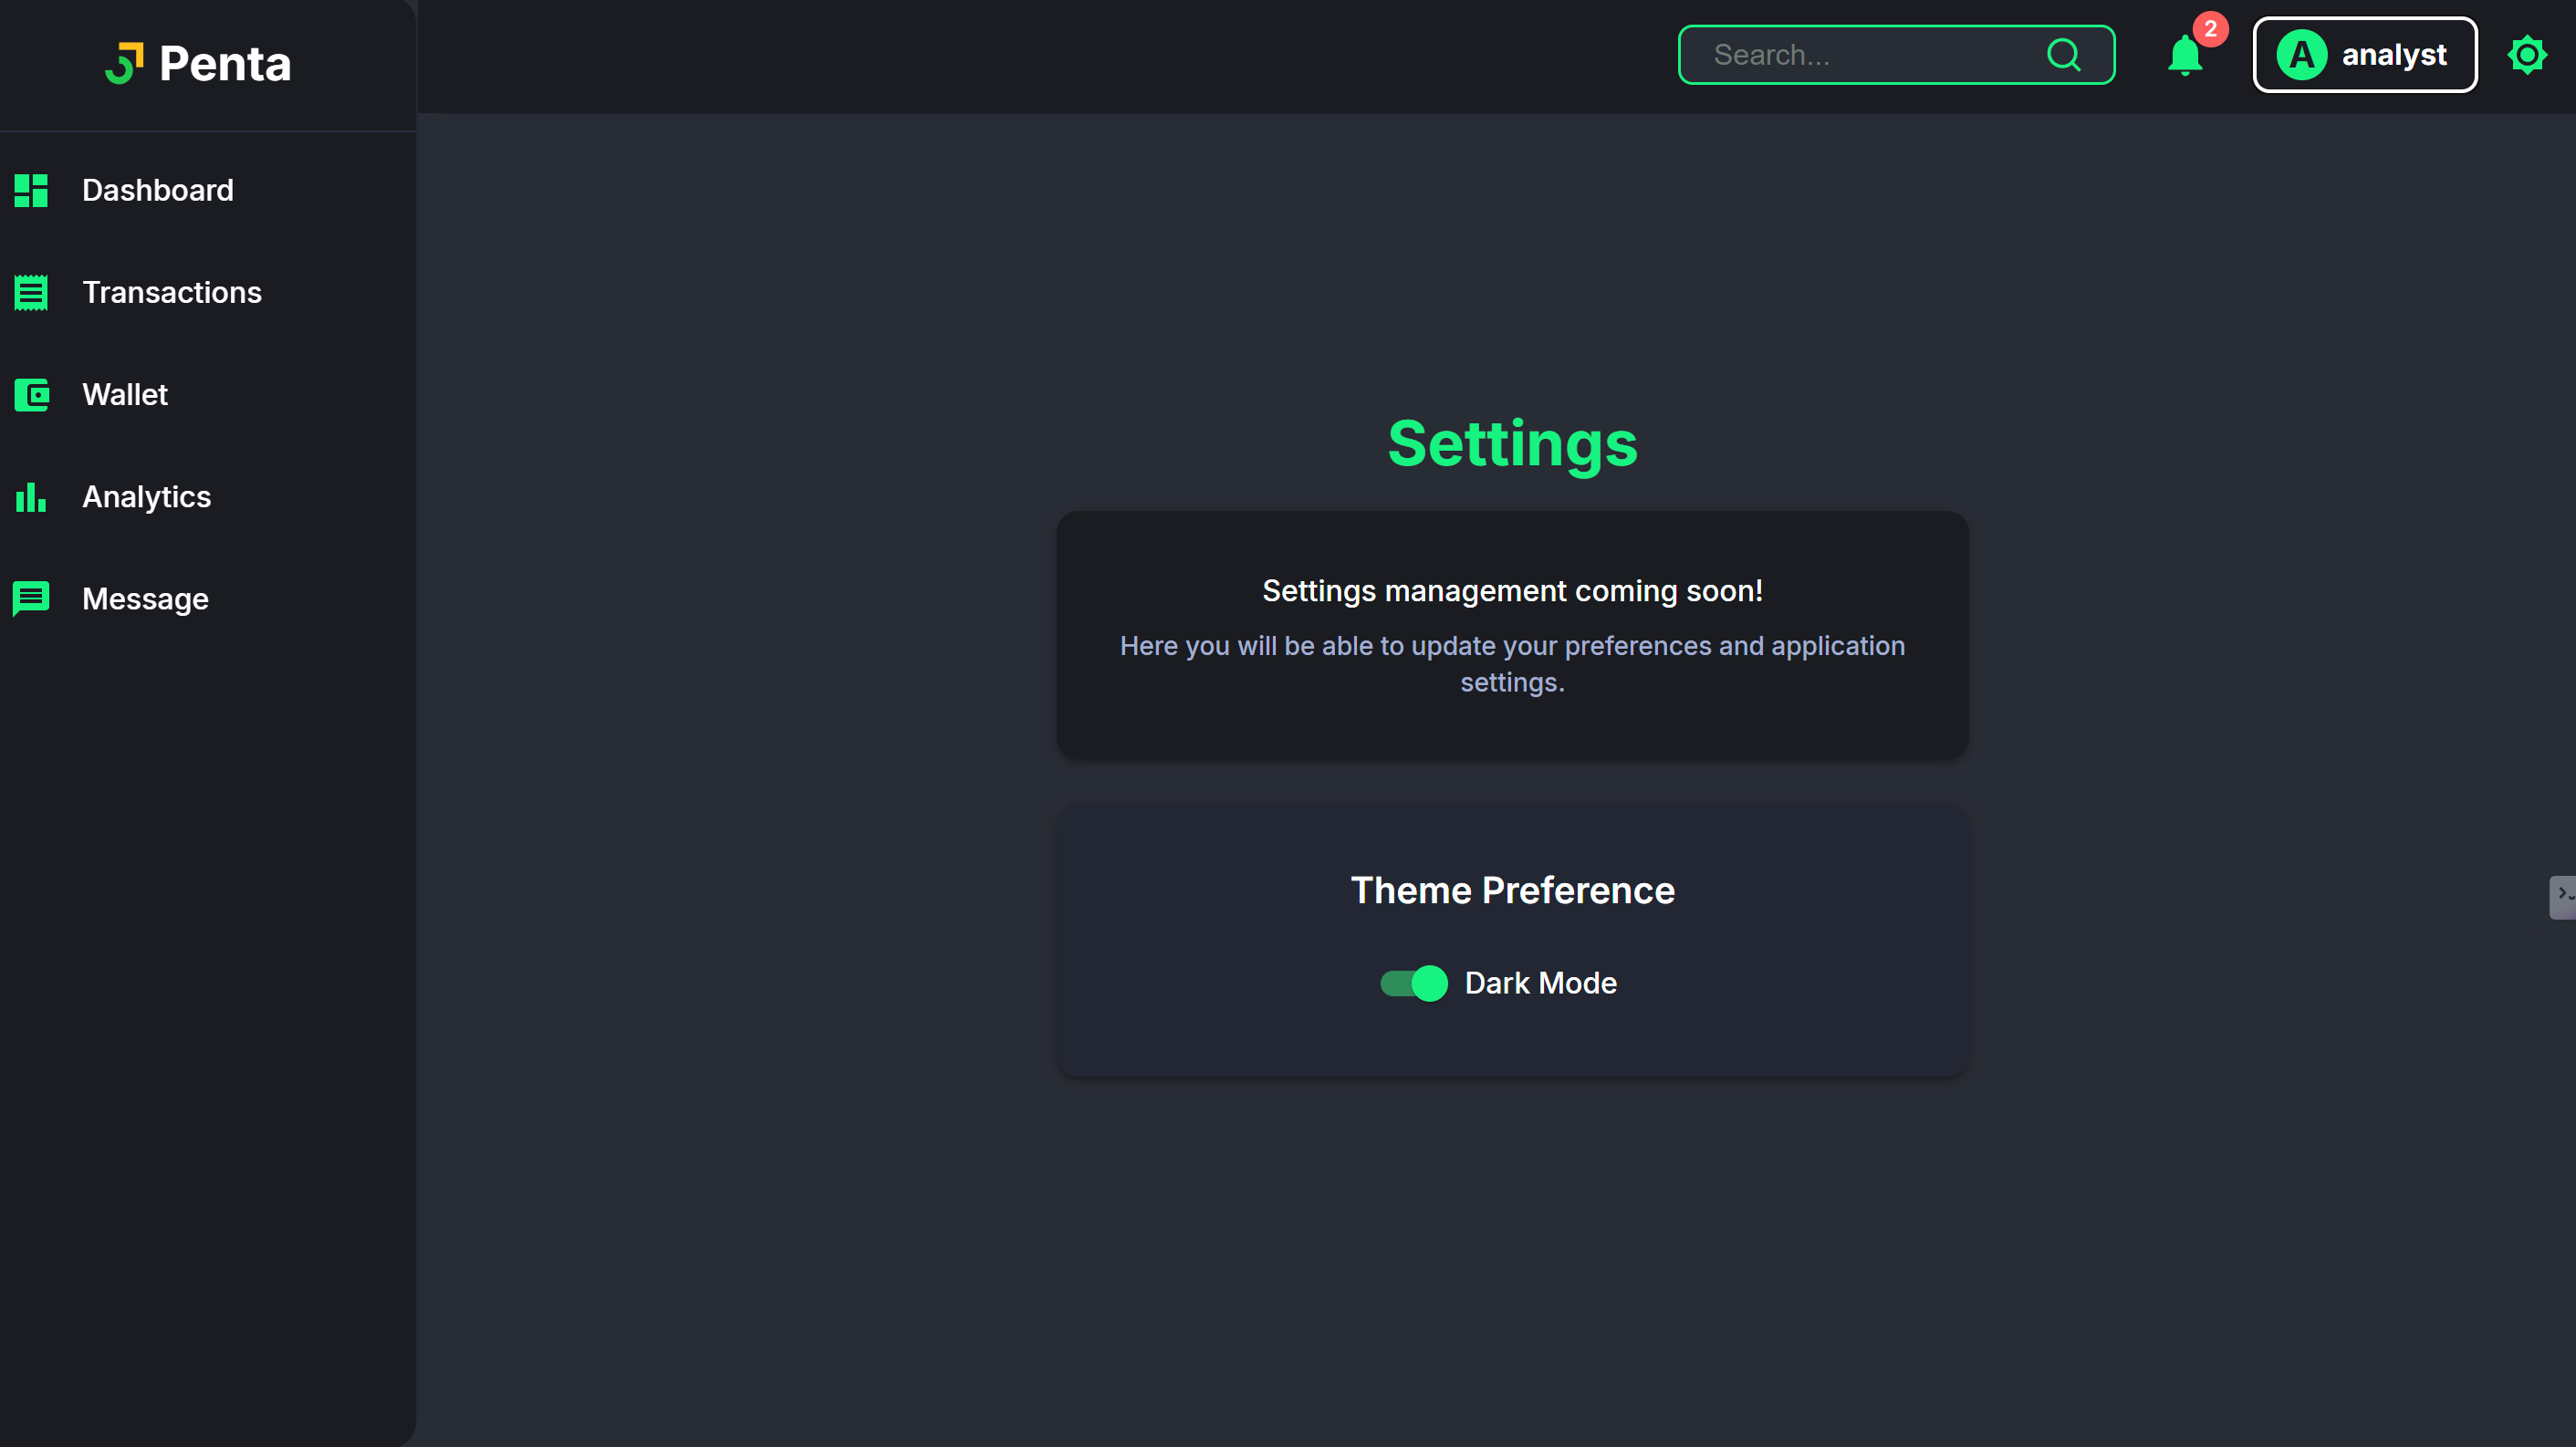 Penta
Search...
2
A
analyst
Dashboard
Transactions
Wallet
Analytics
Message
Settings
Settings management coming soon!
Here you will be able to update your preferences and application
settings.
Theme Preference
Dark Mode